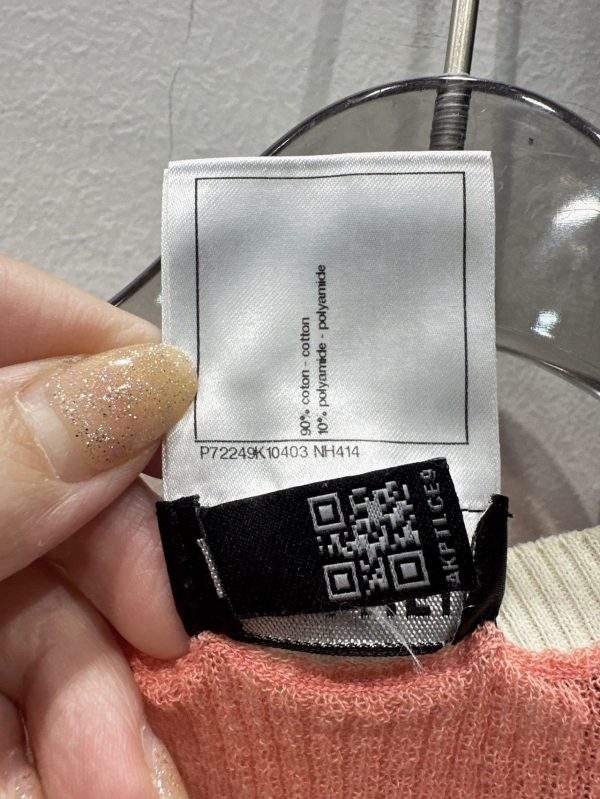 90% coton - cotton
10% polyamide - polyamide
P72249K10403 NH414
AKPTLCE9